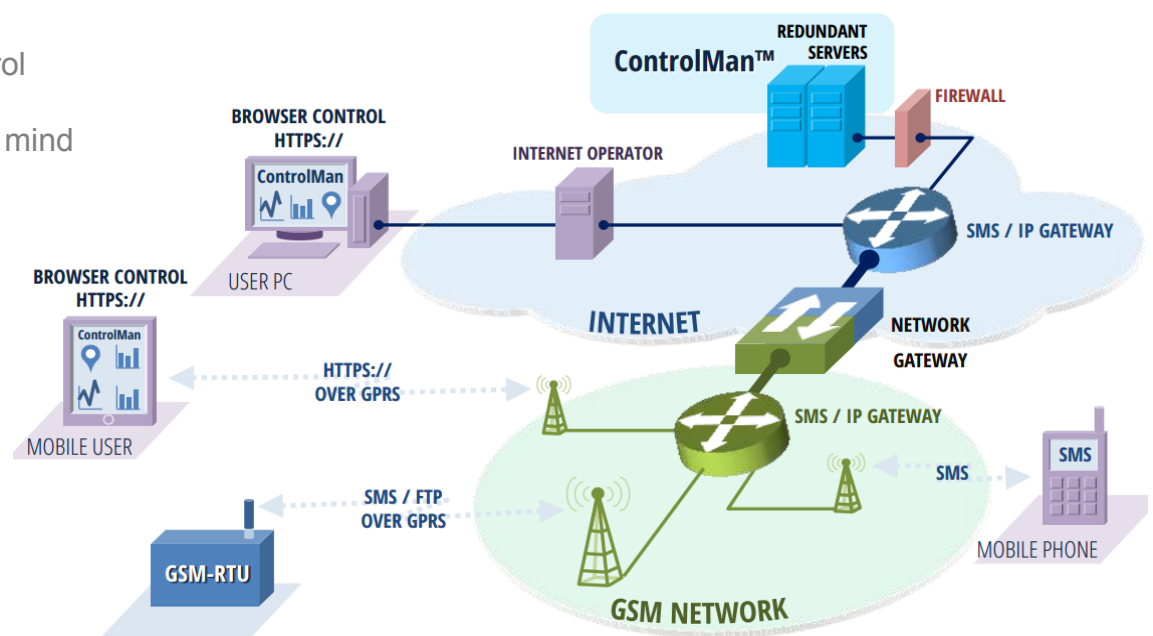 rol
mind
ControlMan™
REDUNDANT
SERVERS
FIREWALL
BROWSER CONTROL
HTTPS://
ControlMan
USER PC
INTERNET OPERATOR
SMS / IP GATEWAY
BROWSER CONTROL
HTTPS://
ControlMan
MOBILE USER
INTERNET
NETWORK
GATEWAY
HTTPS://
OVER GPRS
SMS / IP GATEWAY
SMS
SMS
MOBILE PHONE
SMS / FTP
OVER GPRS
GSM-RTU
GSM NETWORK